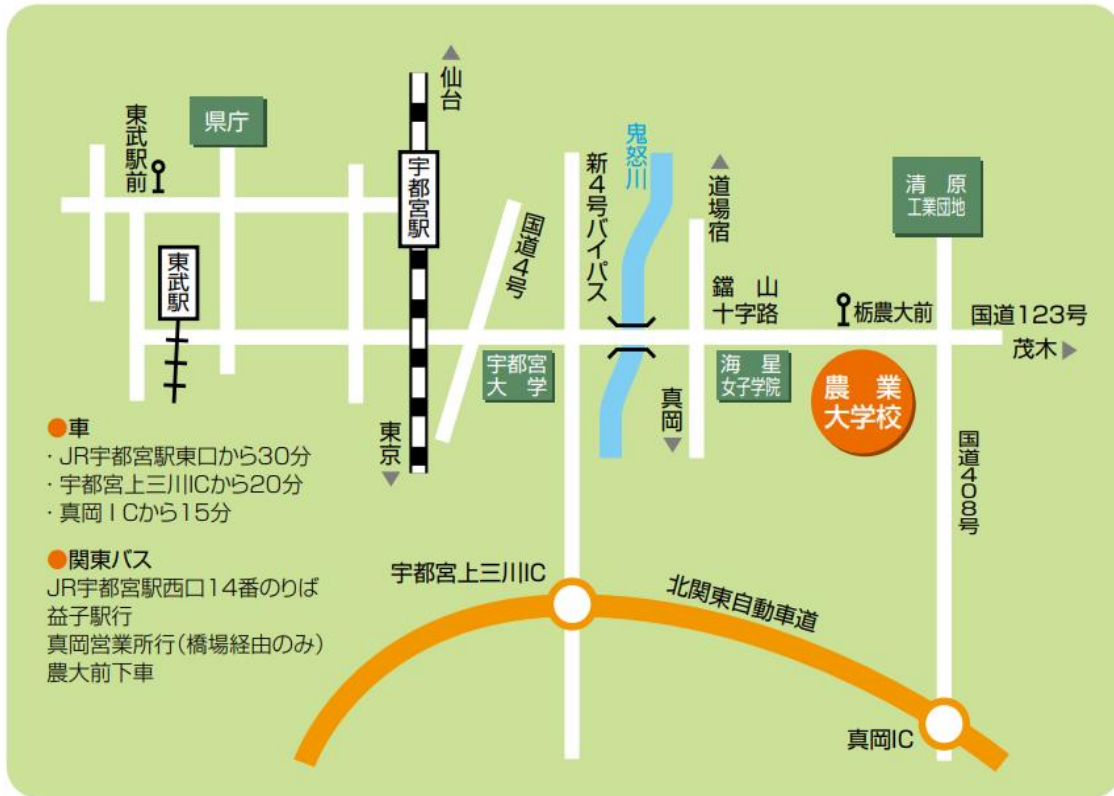 仙台
東武駅前
県庁
宇都宮駅
国道4号
新4号バイパス
鬼怒川
道場宿
清原
工業団地
東武駅
鐺山
十字路
栃農大前
国道123号
茂木
宇都宮
大学
海星
女子学院
農業
大学校
真岡
東京
国道408号
●車
・JR宇都宮駅東口から30分
・宇都宮上三川ICから20分
・真岡ICから15分
●関東バス
JR宇都宮駅西口14番のりば
益子駅行
真岡営業所行(橋場経由のみ)
農大前下車
宇都宮上三川IC
北関東自動車道
真岡IC